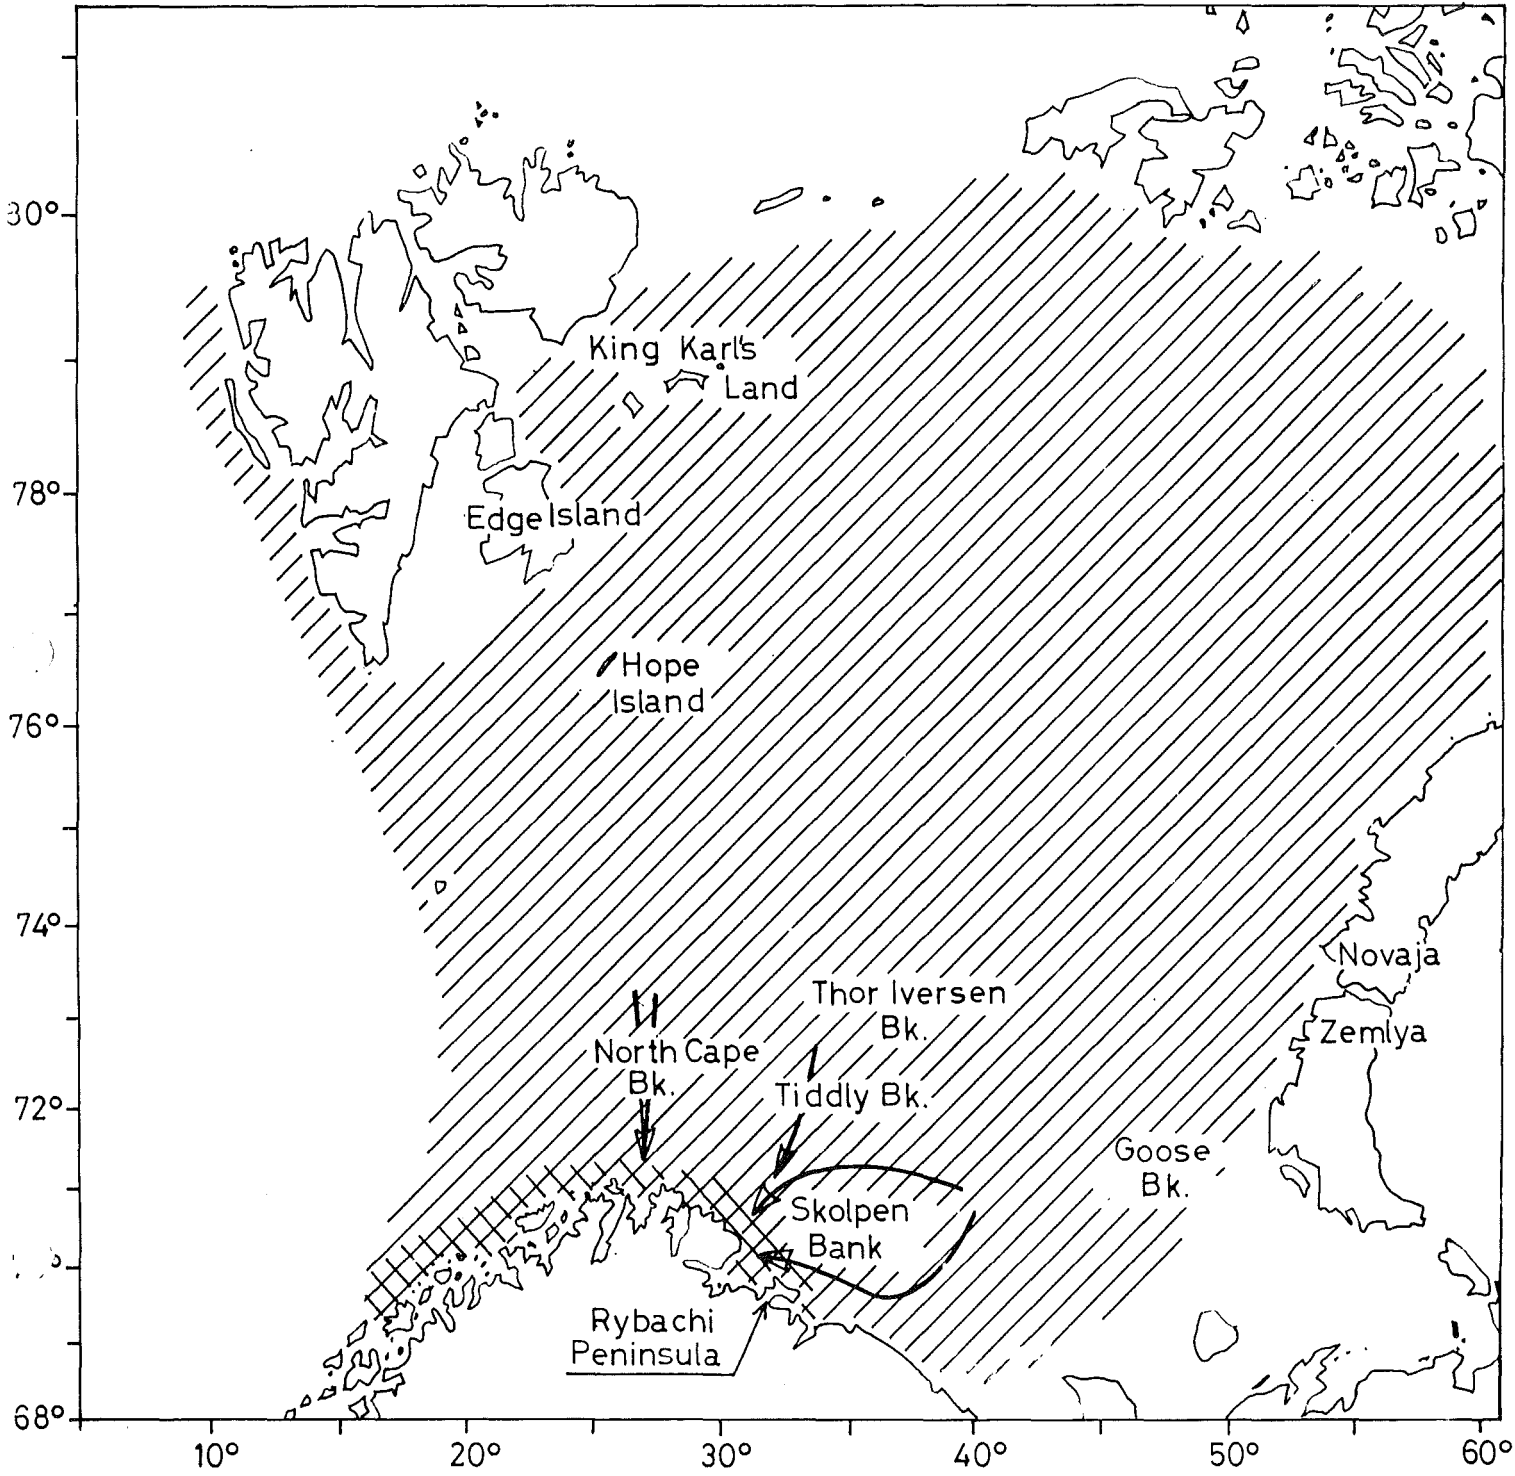 80°
King Karl's
Land
78°
Edge Island
Hope
Island
76°
74°
Novaja
Zemlya
Thor Iversen
Bk.
North Cape
Bk.
Tiddly Bk.
72°
Goose
Bk.
Skolpen
Bank
Rybachi
Peninsula
68°
10°
20°
30°
40°
50°
60°